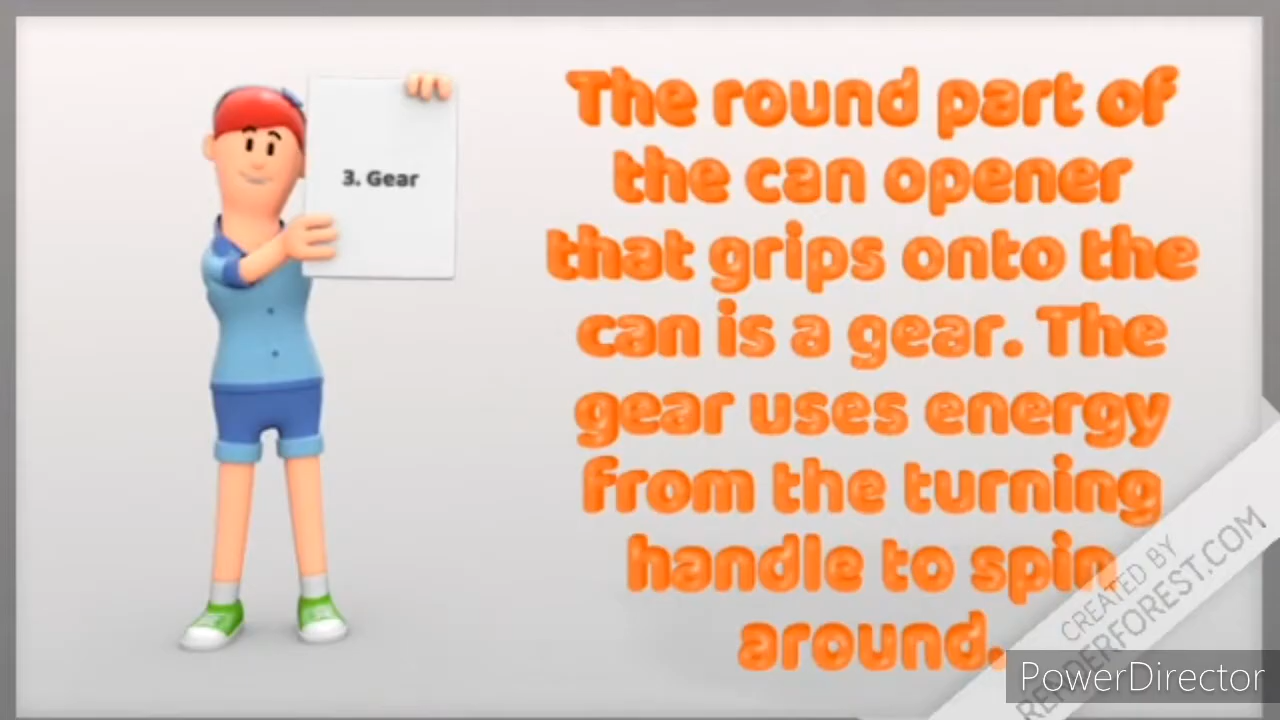 3. Gear
The round part of
the can opener
that grips onto the
can is a gear. The
gear uses energy
from the turning
handle to spin
around.
CREATED BY
RENDERFOREST.COM
PowerDirector